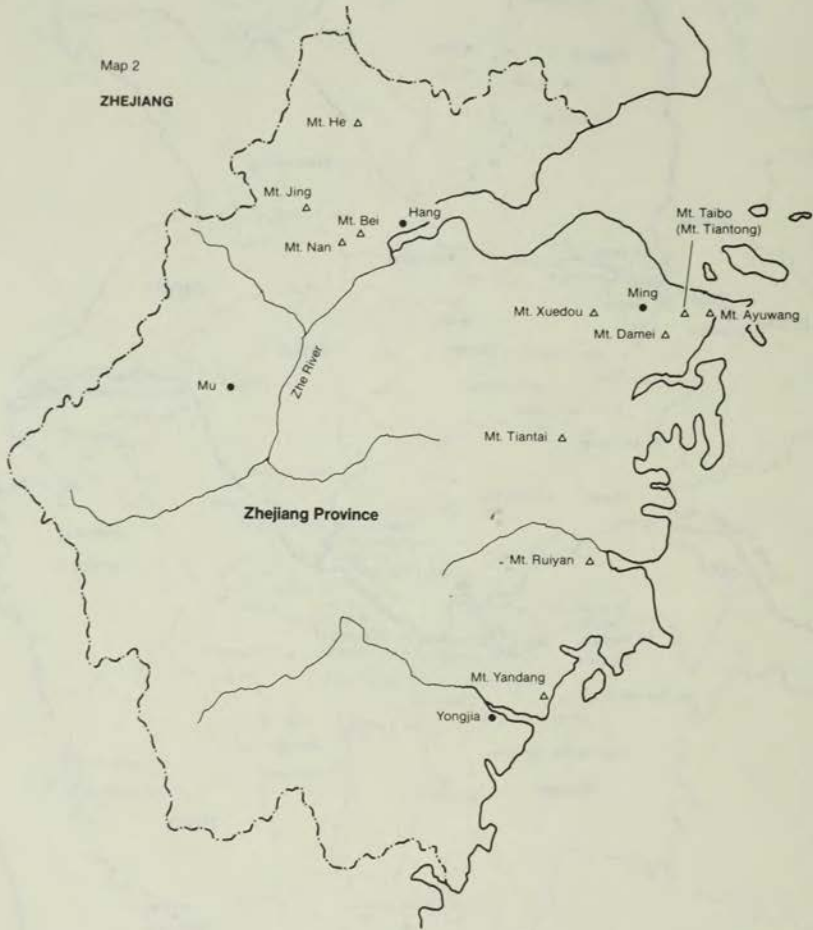 Map 2
ZHEJIANG
Mt. He
Mt. Jing
Mt. Bei
Hang
Mt. Nan
Mt. Taibo
(Mt. Tiantong)
Ming
Mt. Xuedou
Mt. Ayuwang
Mt. Damei
Zhe River
Mu
Mt. Tiantai
Zhejiang Province
Mt. Ruiyan
Mt. Yandang
Yongjia